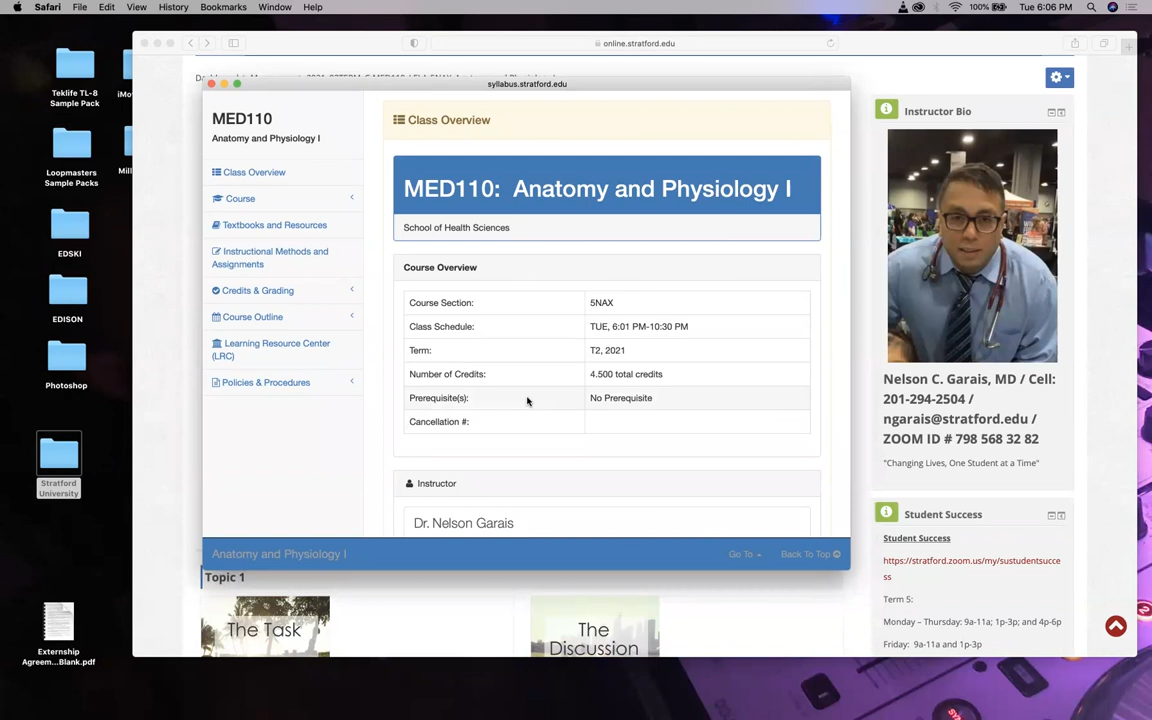 Safari File Edit View History Bookmarks Window Help
100% Tue 6:06 PM
online.stratford.edu
Teklife TL-8
Sample Pack
Loopmasters
Sample Packs
EDSKI
EDISON
Photoshop
Stratford
University
Externship
Agreem...Blank.pdf
syllabus.stratford.edu
MED110
Anatomy and Physiology I
Class Overview
Course
Textbooks and Resources
Instructional Methods and
Assignments
Credits & Grading
Course Outline
Learning Resource Center
(LRC)
Policies & Procedures
Class Overview
MED110: Anatomy and Physiology I
School of Health Sciences
Course Overview
Course Section: 5NAX
Class Schedule: TUE, 6:01 PM-10:30 PM
Term: T2, 2021
Number of Credits: 4.500 total credits
Prerequisite(s): No Prerequisite
Cancellation #:
Instructor
Dr. Nelson Garais
Anatomy and Physiology I Go To Back To Top
Topic 1
The Task
The
Discussion
Instructor Bio
Nelson C. Garais, MD / Cell:
201-294-2504 /
ngarais@stratford.edu /
ZOOM ID # 798 568 32 82
"Changing Lives, One Student at a Time"
Student Success
Student Success
https://stratford.zoom.us/my/sustudentsucce
ss
Term 5:
Monday – Thursday: 9a-11a; 1p-3p; and 4p-6p
Friday: 9a-11a and 1p-3p